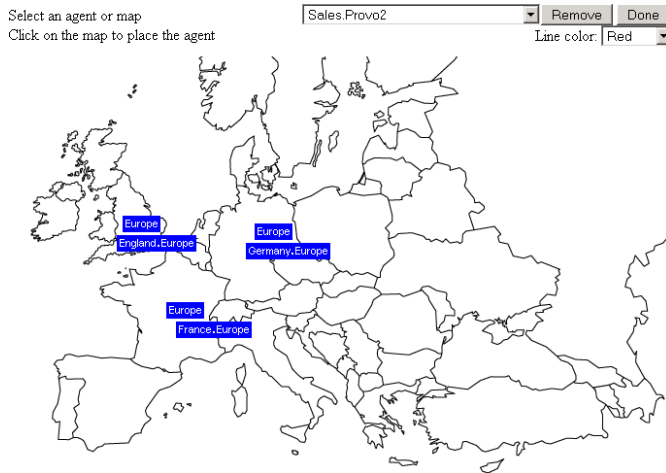 Select an agent or map
Sales.Provo2
Remove
Done
Click on the map to place the agent
Line color:
Red
Europe
England.Europe
Europe
Germany.Europe
Europe
France.Europe